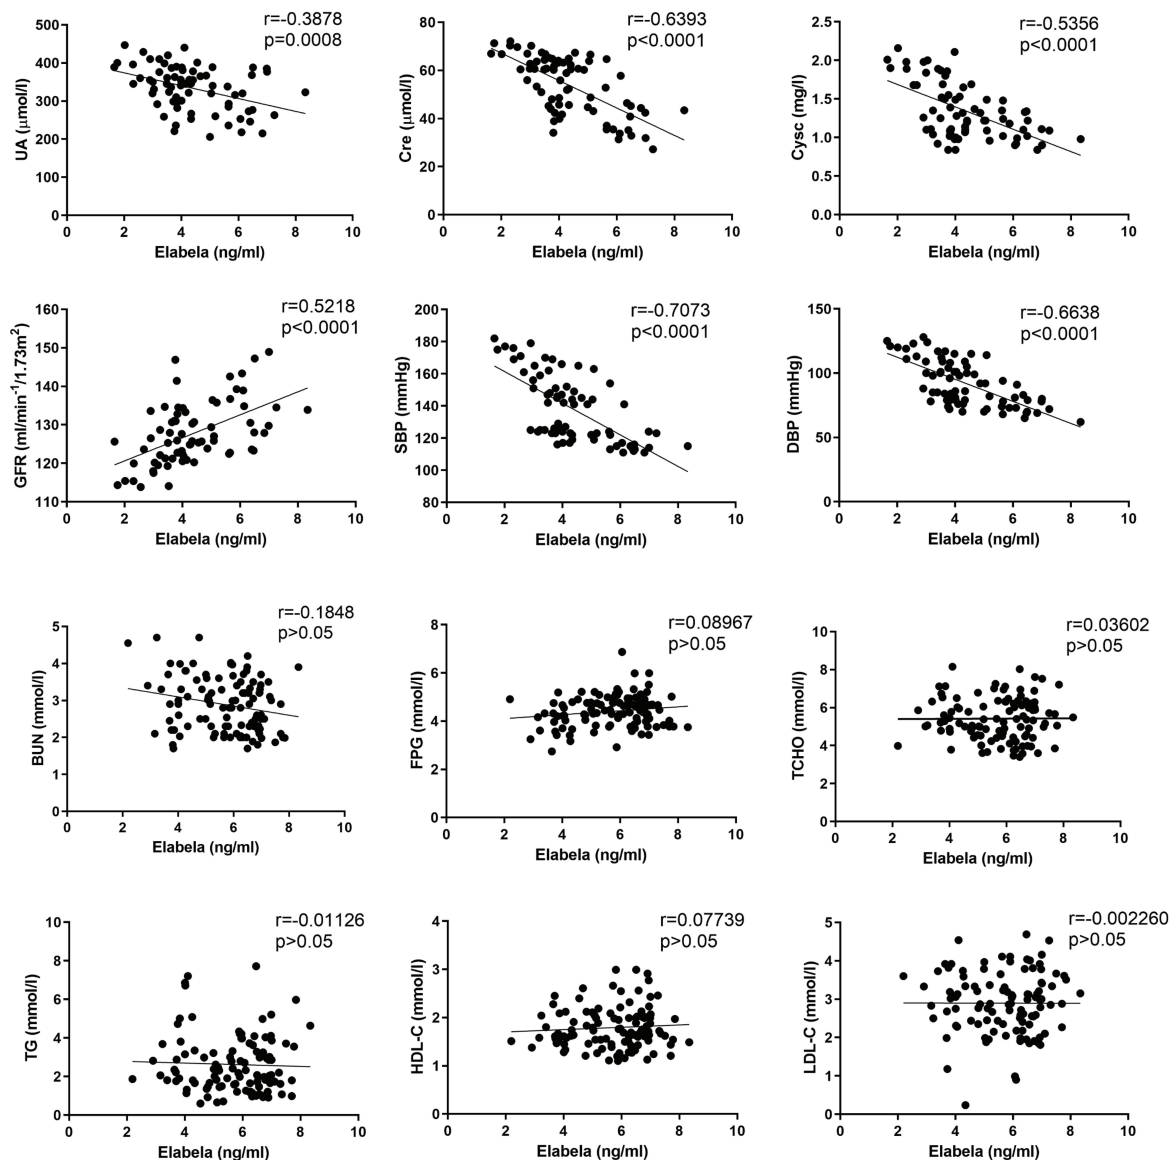 r=-0.3878
p=0.0008
UA (μmol/l)
500
400
300
200
100
0
0 2 4 6 8 10
Elabela (ng/ml)
r=-0.6393
p<0.0001
Cre (μmol/l)
80
60
40
20
0
0 2 4 6 8 10
Elabela (ng/ml)
r=-0.5356
p<0.0001
Cysc (mg/l)
2.5
2.0
1.5
1.0
0.5
0.0
0 2 4 6 8 10
Elabela (ng/ml)
r=0.5218
p<0.0001
GFR (ml/min⁻¹/1.73m²)
160
150
140
130
120
110
0 2 4 6 8 10
Elabela (ng/ml)
r=-0.7073
p<0.0001
SBP (mmHg)
200
180
160
140
120
100
80
0 2 4 6 8 10
Elabela (ng/ml)
r=-0.6638
p<0.0001
DBP (mmHg)
150
100
50
0
0 2 4 6 8 10
Elabela (ng/ml)
r=-0.1848
p>0.05
BUN (mmol/l)
5
4
3
2
1
0
0 2 4 6 8 10
Elabela (ng/ml)
r=0.08967
p>0.05
FPG (mmol/l)
8
6
4
2
0
0 2 4 6 8 10
Elabela (ng/ml)
r=0.03602
p>0.05
TCHO (mmol/l)
10
8
6
4
2
0
0 2 4 6 8 10
Elabela (ng/ml)
r=-0.01126
p>0.05
TG (mmol/l)
10
8
6
4
2
0
0 2 4 6 8 10
Elabela (ng/ml)
r=0.07739
p>0.05
HDL-C (mmol/l)
4
3
2
1
0
0 2 4 6 8 10
Elabela (ng/ml)
r=-0.002260
p>0.05
LDL-C (mmol/l)
5
4
3
2
1
0
0 2 4 6 8 10
Elabela (ng/ml)